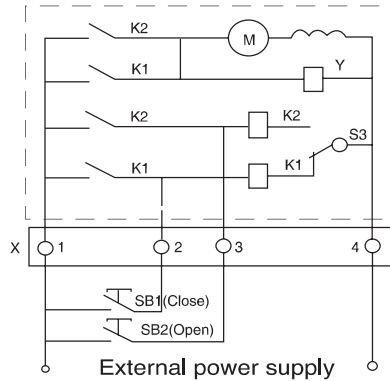 K2
M
K1
Y
K2
K2
S3
K1
K1
X
1
2
3
4
SB1(Close)
SB2(Open)
External power supply